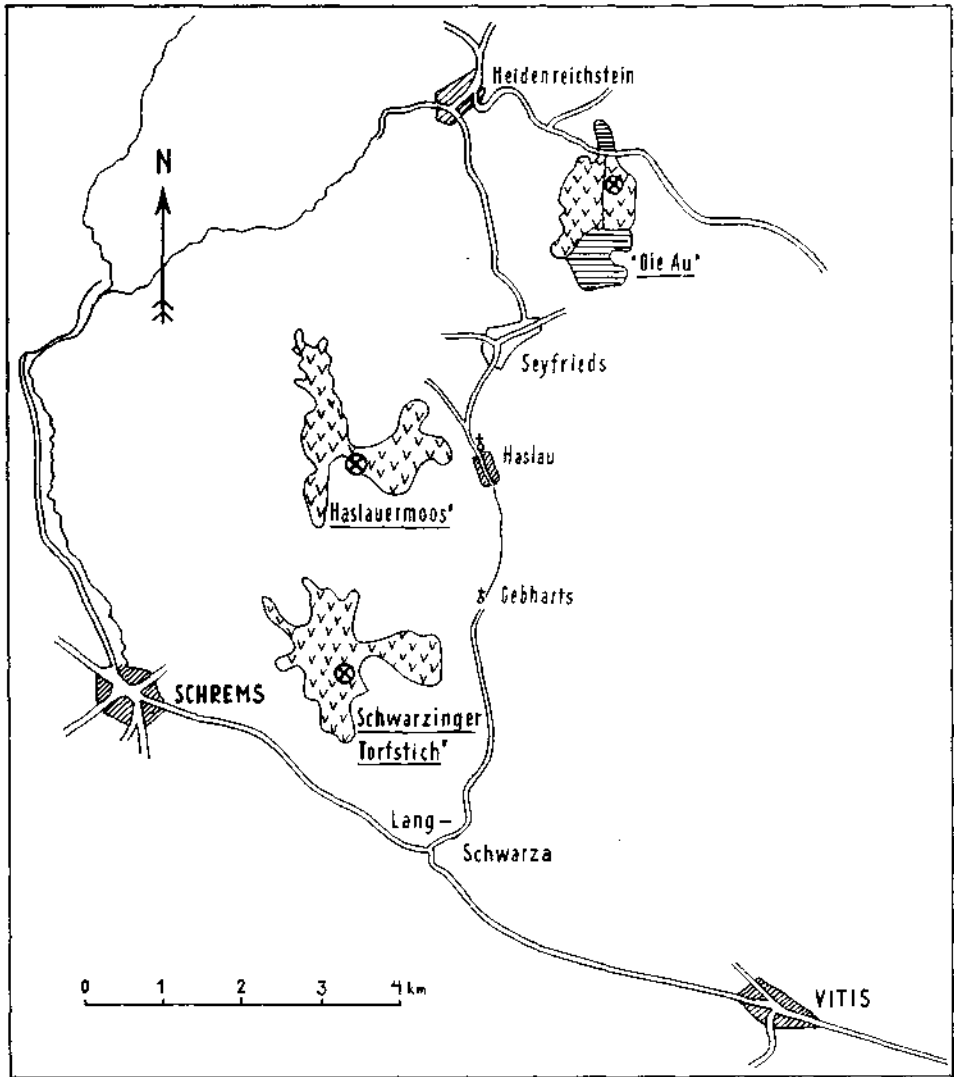 Heidenreichstein
N
"Die Au"
Seyfrieds
Haslau
Haslauermoos"
Gebharts
SCHREMS
Schwarzinger
Torfstich"
Lang-
Schwarza
0 1 2 3 4 km
VITIS